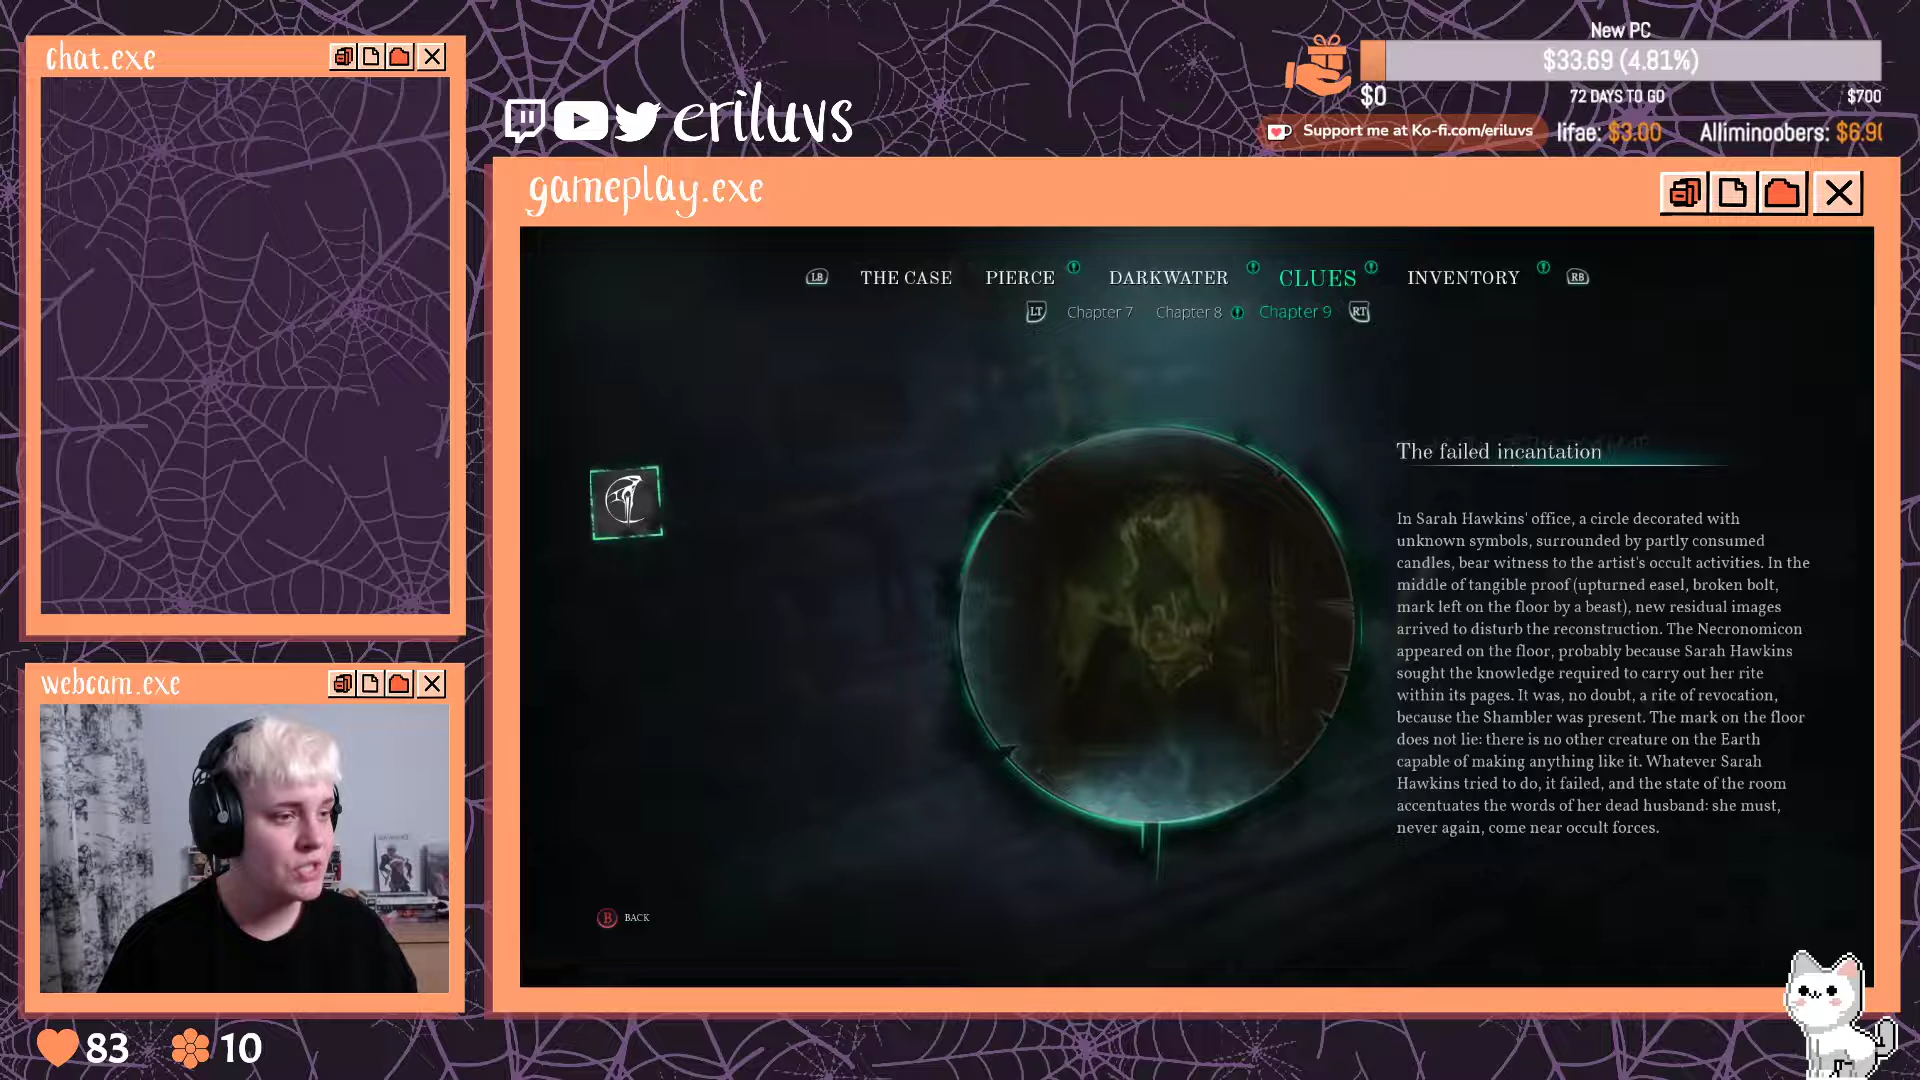 chat.exe
eriluvs
New PC
$33.69 (4.81%)
$0
72 DAYS TO GO
$700
Support me at Ko-fi.com/eriluvs
lifae: $3.00
Alliminoobers: $6.90
gameplay.exe
LB
THE CASE
PIERCE
DARKWATER
CLUES
INVENTORY
RB
LT
Chapter 7
Chapter 8
Chapter 9
RT
The failed incantation
In Sarah Hawkins' office, a circle decorated with
unknown symbols, surrounded by partly consumed
candles, bear witness to the artist's occult activities. In the
middle of tangible proof (upturned easel, broken bolt,
mark left on the floor by a beast), new residual images
arrived to disturb the reconstruction. The Necronomicon
appeared on the floor, probably because Sarah Hawkins
sought the knowledge required to carry out her rite
within its pages. It was, no doubt, a rite of revocation,
because the Shambler was present. The mark on the floor
does not lie: there is no other creature on the Earth
capable of making anything like it. Whatever Sarah
Hawkins tried to do, it failed, and the state of the room
accentuates the words of her dead husband: she must,
never again, come near occult forces.
B BACK
webcam.exe
83
10